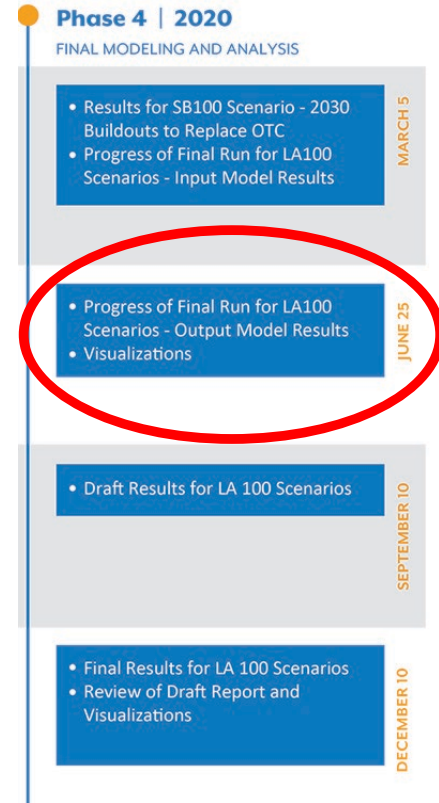 Phase 4 | 2020
FINAL MODELING AND ANALYSIS
• Results for SB100 Scenario - 2030
Buildouts to Replace OTC
• Progress of Final Run for LA100
Scenarios - Input Model Results
MARCH 5
• Progress of Final Run for LA100
Scenarios - Output Model Results
• Visualizations
JUNE 25
• Draft Results for LA 100 Scenarios
SEPTEMBER 10
• Final Results for LA 100 Scenarios
• Review of Draft Report and
Visualizations
DECEMBER 10